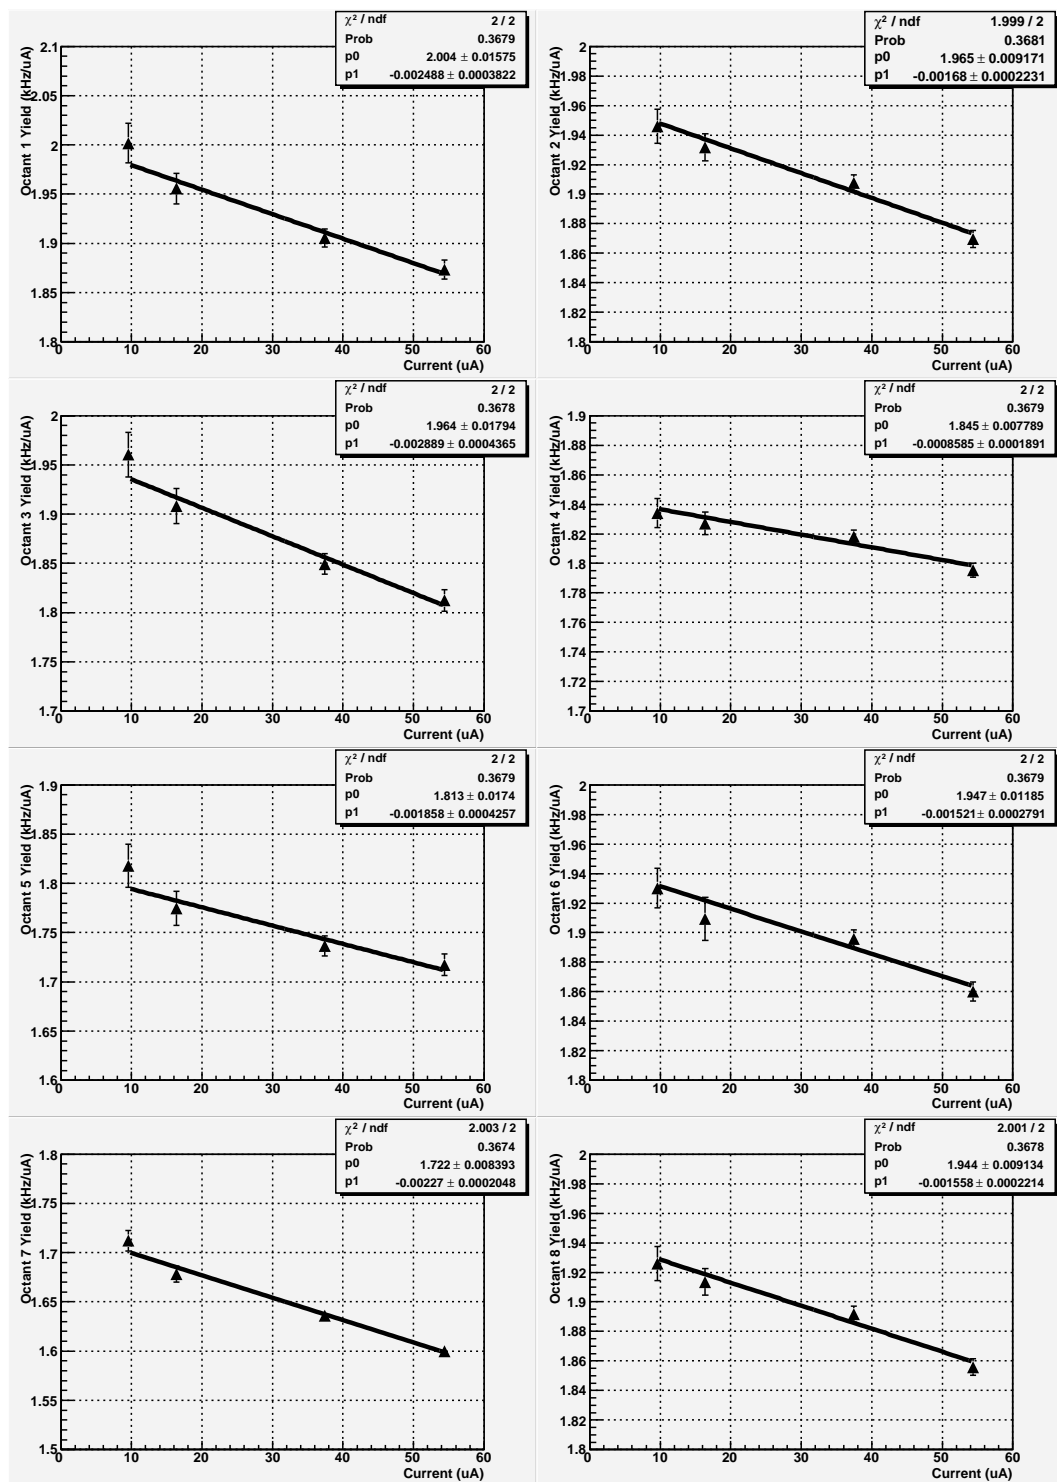 χ² / ndf 2 / 2
Prob 0.3679
p0 2.004 ± 0.01575
p1 -0.002488 ± 0.0003822
Octant 1 Yield (kHz/uA)
2.1
2.05
2
1.95
1.9
1.85
1.8
0 10 20 30 40 50 60
Current (uA)
χ² / ndf 1.999 / 2
Prob 0.3681
p0 1.965 ± 0.009171
p1 -0.00168 ± 0.0002231
Octant 2 Yield (kHz/uA)
2
1.98
1.96
1.94
1.92
1.9
1.88
1.86
1.84
1.82
1.8
0 10 20 30 40 50 60
Current (uA)
χ² / ndf 2 / 2
Prob 0.3678
p0 1.964 ± 0.01794
p1 -0.002889 ± 0.0004365
Octant 3 Yield (kHz/uA)
2
1.95
1.9
1.85
1.8
1.75
1.7
0 10 20 30 40 50 60
Current (uA)
χ² / ndf 2 / 2
Prob 0.3679
p0 1.845 ± 0.007789
p1 -0.0008585 ± 0.0001891
Octant 4 Yield (kHz/uA)
1.9
1.88
1.86
1.84
1.82
1.8
1.78
1.76
1.74
1.72
1.7
0 10 20 30 40 50 60
Current (uA)
χ² / ndf 2 / 2
Prob 0.3679
p0 1.813 ± 0.0174
p1 -0.001858 ± 0.0004257
Octant 5 Yield (kHz/uA)
1.9
1.85
1.8
1.75
1.7
1.65
1.6
0 10 20 30 40 50 60
Current (uA)
χ² / ndf 2 / 2
Prob 0.3679
p0 1.947 ± 0.01185
p1 -0.001521 ± 0.0002791
Octant 6 Yield (kHz/uA)
2
1.98
1.96
1.94
1.92
1.9
1.88
1.86
1.84
1.82
1.8
0 10 20 30 40 50 60
Current (uA)
χ² / ndf 2.003 / 2
Prob 0.3674
p0 1.722 ± 0.008393
p1 -0.00227 ± 0.0002048
Octant 7 Yield (kHz/uA)
1.8
1.75
1.7
1.65
1.6
1.55
1.5
0 10 20 30 40 50 60
Current (uA)
χ² / ndf 2.001 / 2
Prob 0.3678
p0 1.944 ± 0.009134
p1 -0.001558 ± 0.0002214
Octant 8 Yield (kHz/uA)
2
1.98
1.96
1.94
1.92
1.9
1.88
1.86
1.84
1.82
1.8
0 10 20 30 40 50 60
Current (uA)